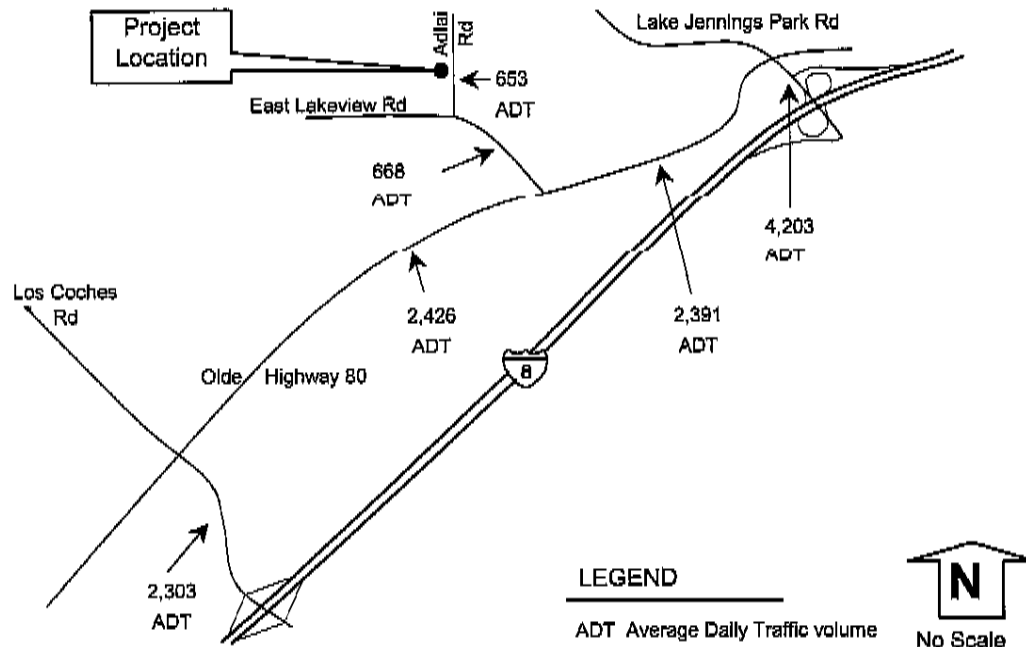 Project
Location
Adlai
Rd
Lake Jennings Park Rd
653
ADT
East Lakeview Rd
668
ADT
4,203
ADT
Los Coches
Rd
2,426
ADT
2,391
ADT
8
Olde Highway 80
2,303
ADT
LEGEND
ADT Average Daily Traffic volume
N
No Scale